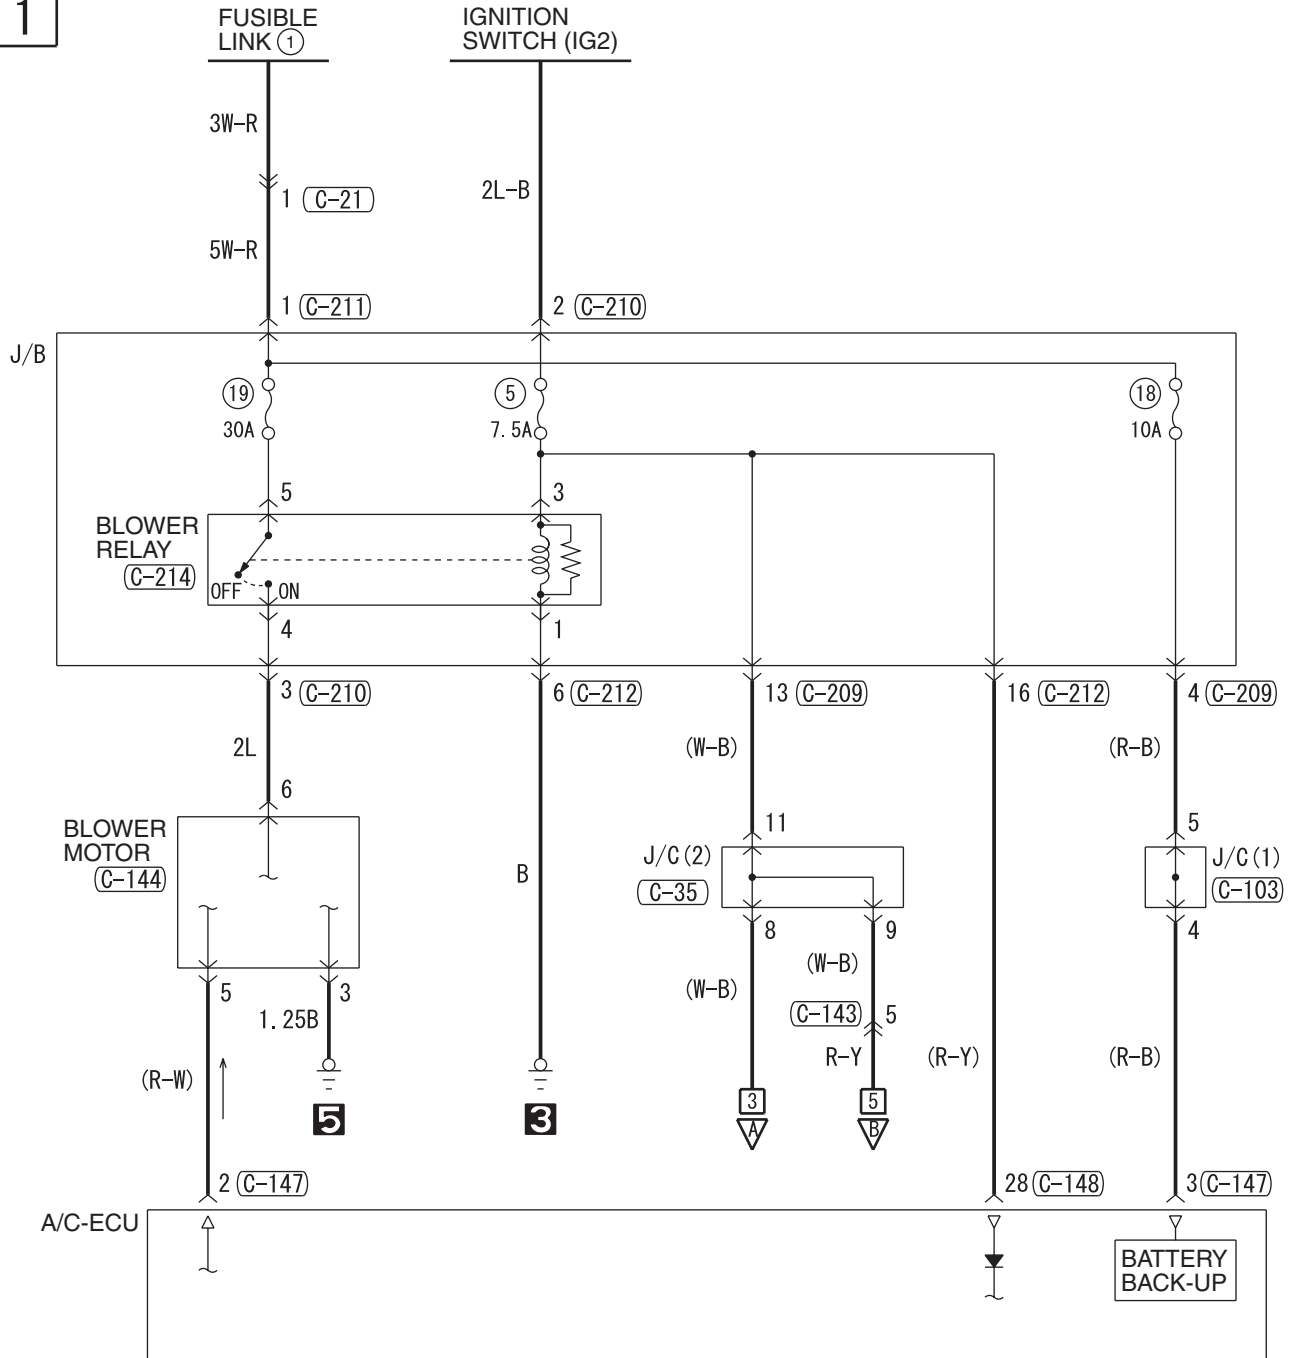 1
FUSIBLE
LINK ①
IGNITION
SWITCH (IG2)
3W-R
1 C-21
2L-B
5W-R
1 C-211
2 C-210
J/B
19
30A
5
7.5A
18
10A
5
3
BLOWER
RELAY
C-214
OFF
ON
4
1
3 C-210
6 C-212
13 C-209
16 C-212
4 C-209
2L
(W-B)
(R-B)
6
11
5
BLOWER
MOTOR
C-144
B
J/C(2)
C-35
J/C(1)
C-103
8
9
4
5
3
1.25B
(W-B)
(W-B)
C-143 5
(R-W)
R-Y
(R-Y)
(R-B)
5
3
3
A
5
B
2 C-147
28 C-148
3 C-147
A/C-ECU
BATTERY
BACK-UP